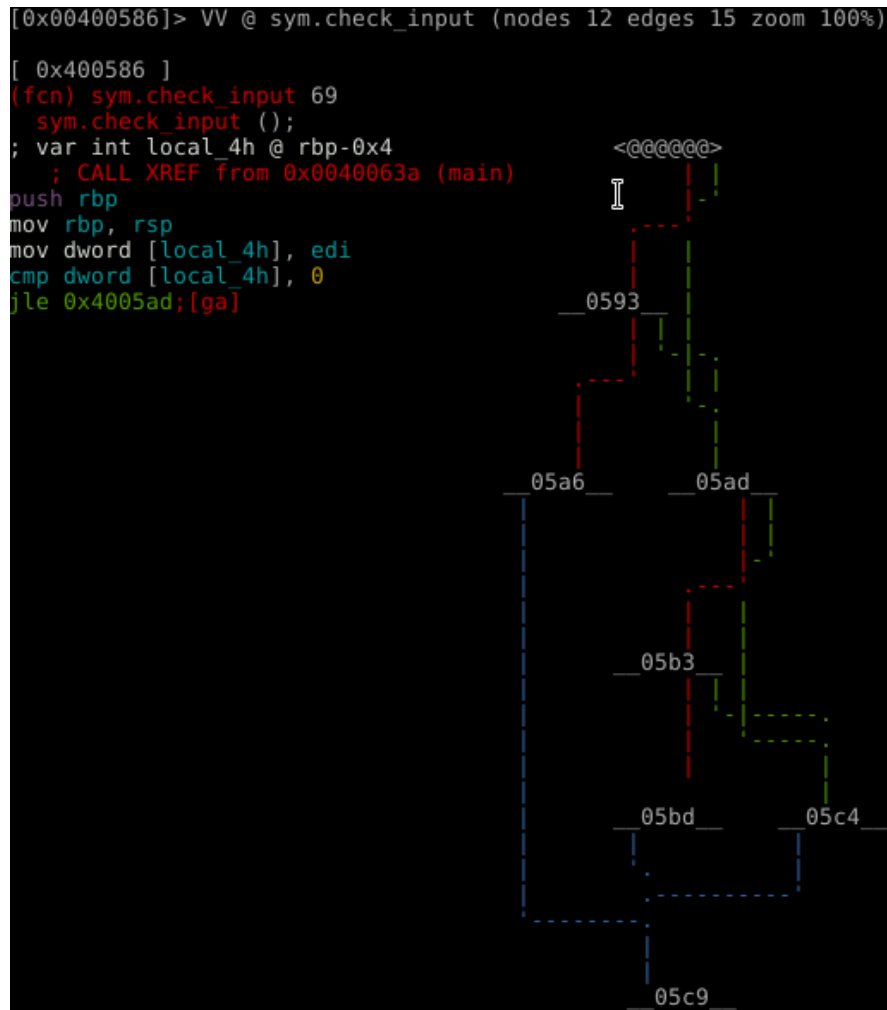 [0x00400586]> VV @ sym.check_input (nodes 12 edges 15 zoom 100%)
[ 0x400586 ]
(fcn) sym.check_input 69
sym.check_input ();
; var int local_4h @ rbp-0x4
<@@@@@@>
; CALL XREF from 0x0040063a (main)
push rbp
mov rbp, rsp
mov dword [local_4h], edi
cmp dword [local_4h], 0
jle 0x4005ad;[ga]
__0593__
__05a6__ __05ad__
__05b3__
__05bd__ __05c4__
__05c9__